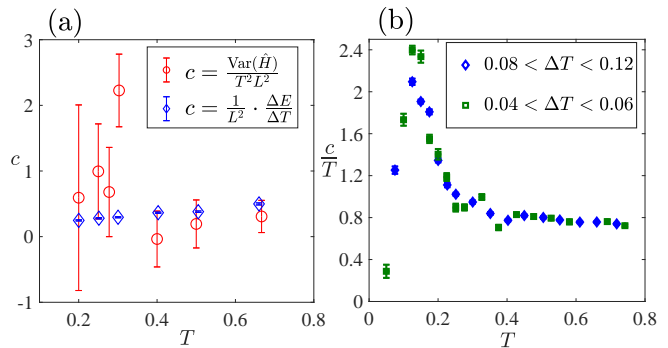 (a)
3
2
1
0
-1
c
0.2
0.4
0.6
0.8
T
c = Var(Ĥ)/T²L²
c = 1/L² · ΔE/ΔT
(b)
2.4
2
1.6
1.2
0.8
0.4
0
c/T
0
0.2
0.4
0.6
0.8
T
0.08 < ΔT < 0.12
0.04 < ΔT < 0.06